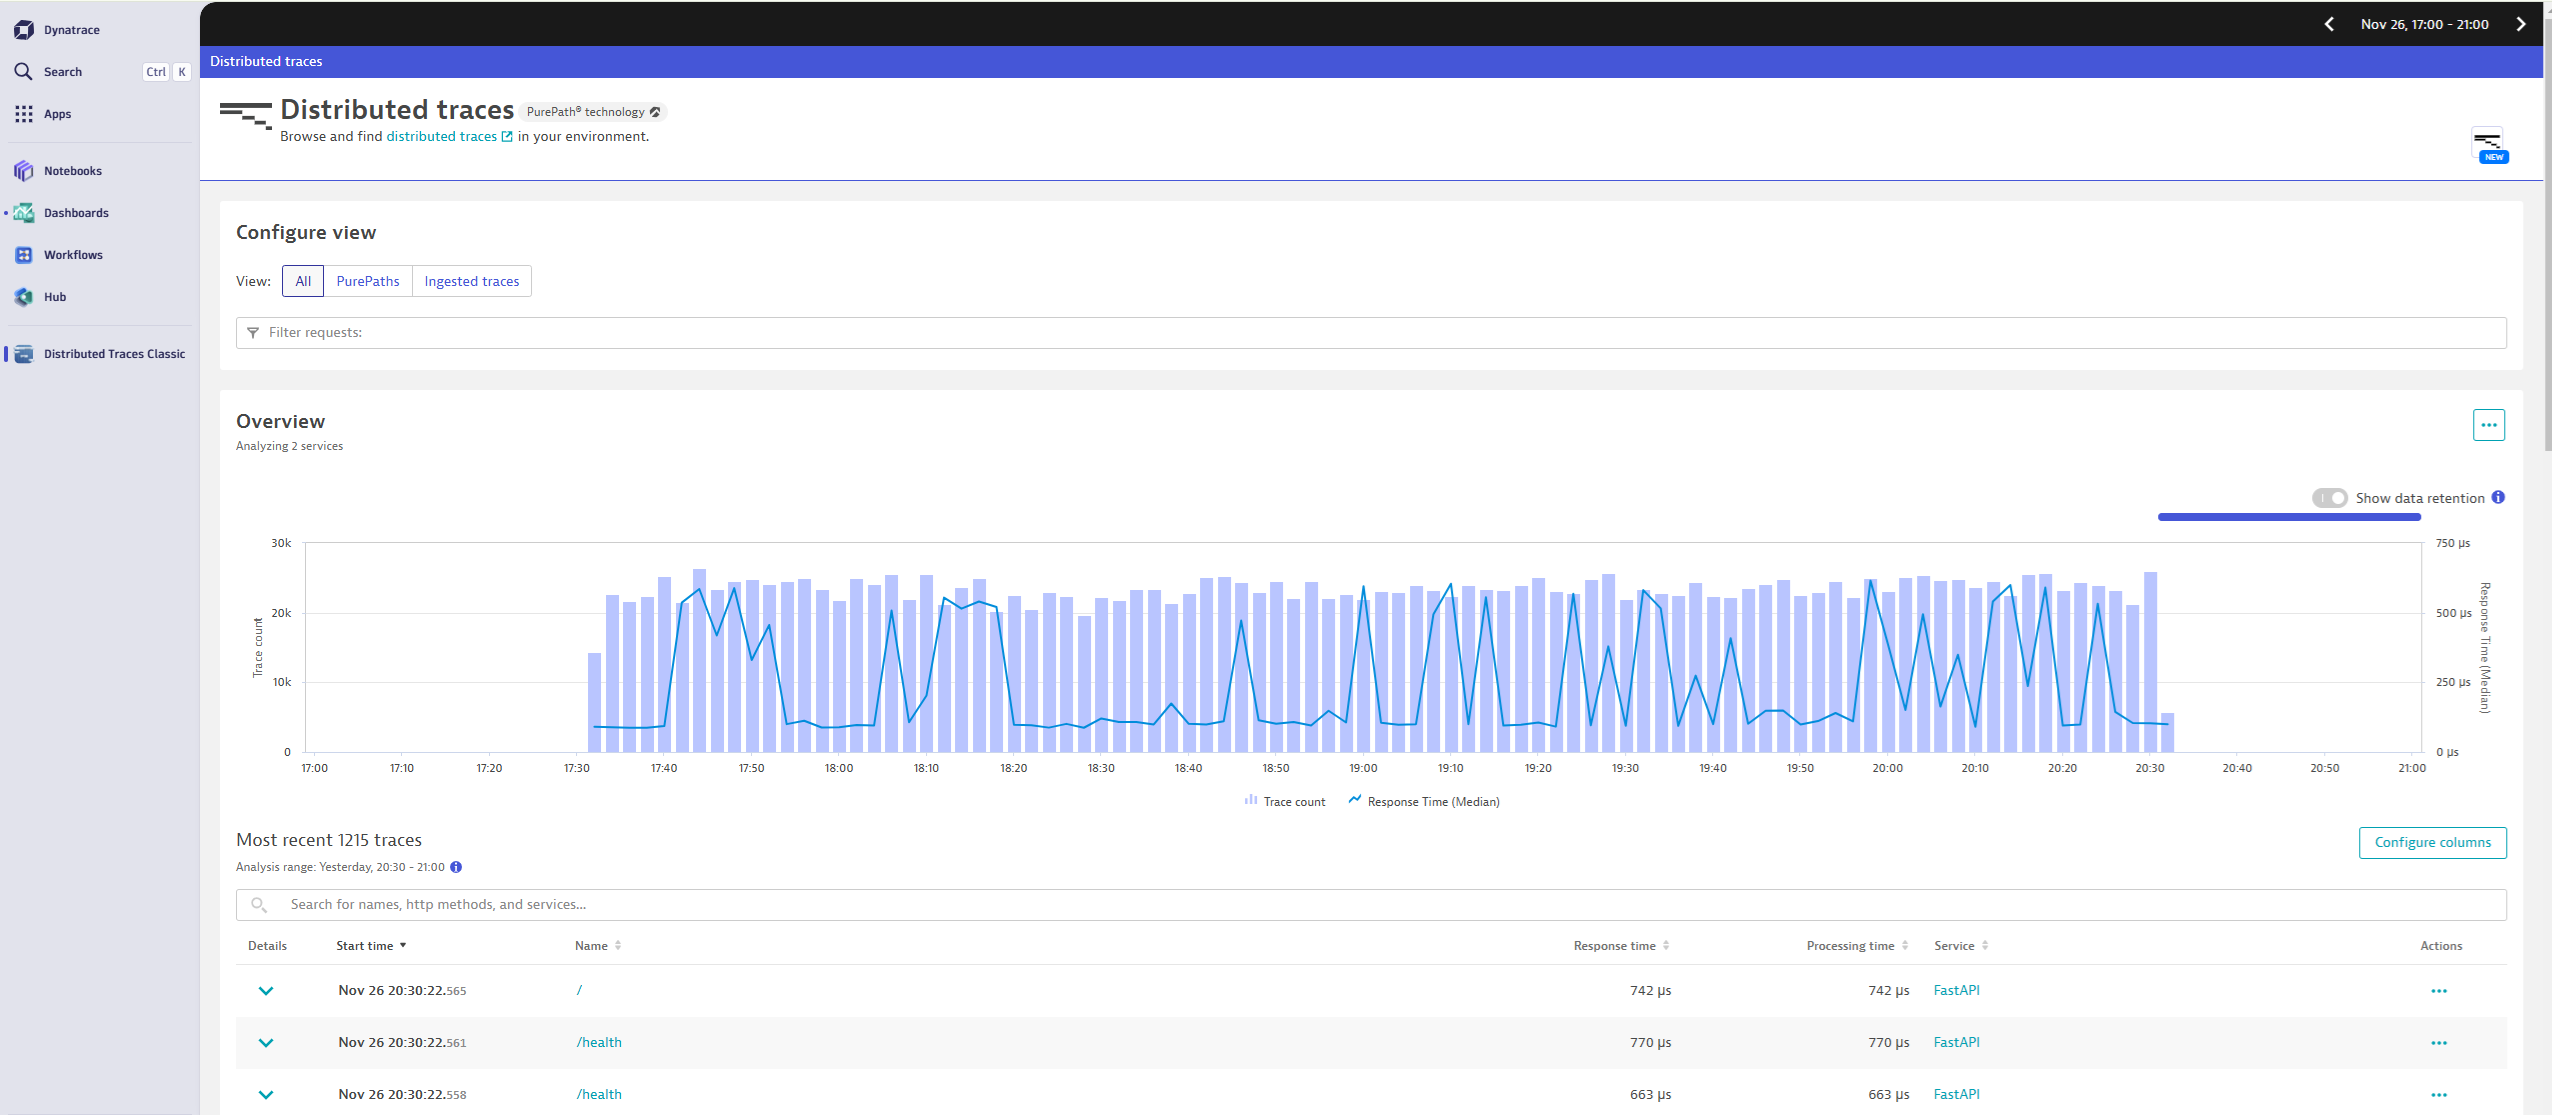 Dynatrace
Search Ctrl K
Apps
Notebooks
Dashboards
Workflows
Hub
Distributed Traces Classic
Nov 26, 17:00 - 21:00
Distributed traces
Distributed traces PurePath® technology
Browse and find distributed traces in your environment.
NEW
Configure view
View: All PurePaths Ingested traces
Filter requests:
Overview
Analyzing 2 services
Show data retention
30k
20k
10k
0
Trace count
750 µs
500 µs
250 µs
0 µs
Response Time (Median)
17:00 17:10 17:20 17:30 17:40 17:50 18:00 18:10 18:20 18:30 18:40 18:50 19:00 19:10 19:20 19:30 19:40 19:50 20:00 20:10 20:20 20:30 20:40 20:50 21:00
Trace count Response Time (Median)
Most recent 1215 traces
Configure columns
Analysis range: Yesterday, 20:30 - 21:00
Search for names, http methods, and services...
Details Start time Name Response time Processing time Service Actions
Nov 26 20:30:22.565 / 742 µs 742 µs FastAPI
Nov 26 20:30:22.561 /health 770 µs 770 µs FastAPI
Nov 26 20:30:22.558 /health 663 µs 663 µs FastAPI